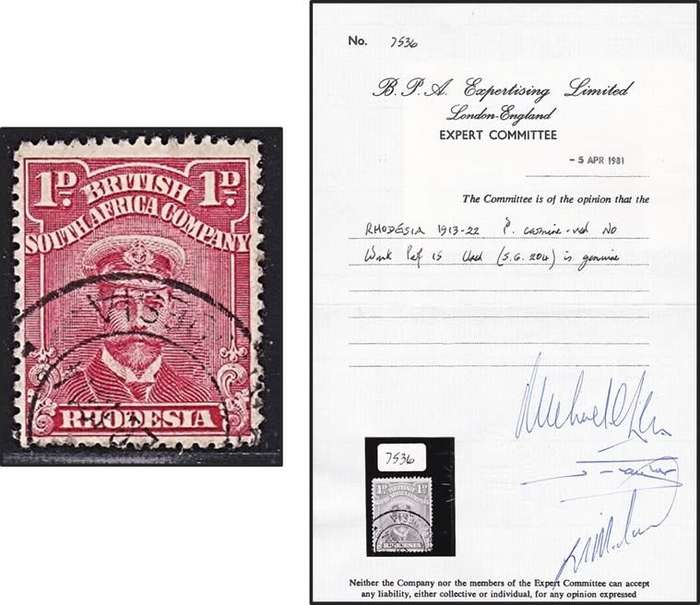 1D. 1D.
BRITISH
SOUTH AFRICA COMPANY
RHODESIA
No. 7536
B. P. A. Expertising Limited
London-England
EXPERT COMMITTEE
- 5 APR 1981
The Committee is of the opinion that the
RHODESIA 1913-22 carmine-red No
Wmk Perf 15 Used (S.G. 204) is genuine
7536
1D 1D
BRITISH
RHODESIA
Neither the Company nor the members of the Expert Committee can accept
any liability, either collective or individual, for any opinion expressed